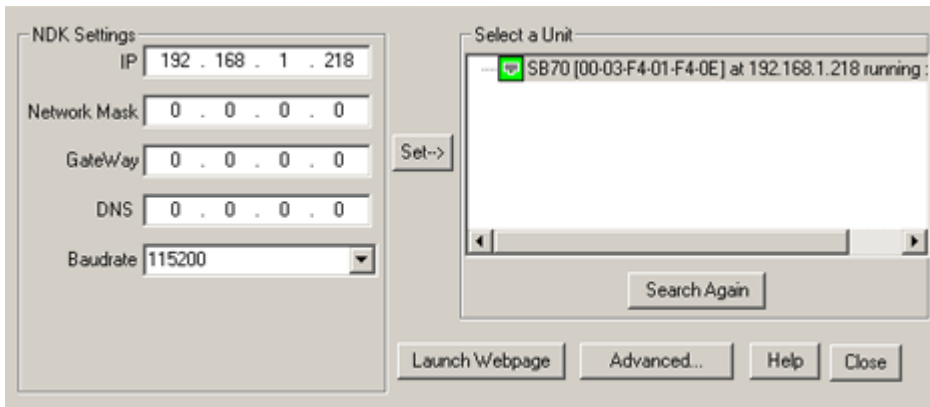 NDK Settings
IP 192 . 168 . 1 . 218
Network Mask 0 . 0 . 0 . 0
GateWay 0 . 0 . 0 . 0
DNS 0 . 0 . 0 . 0
Baudrate 115200
Set-->
Select a Unit
SB70 [00-03-F4-01-F4-0E] at 192.168.1.218 running :
Search Again
Launch Webpage
Advanced...
Help
Close